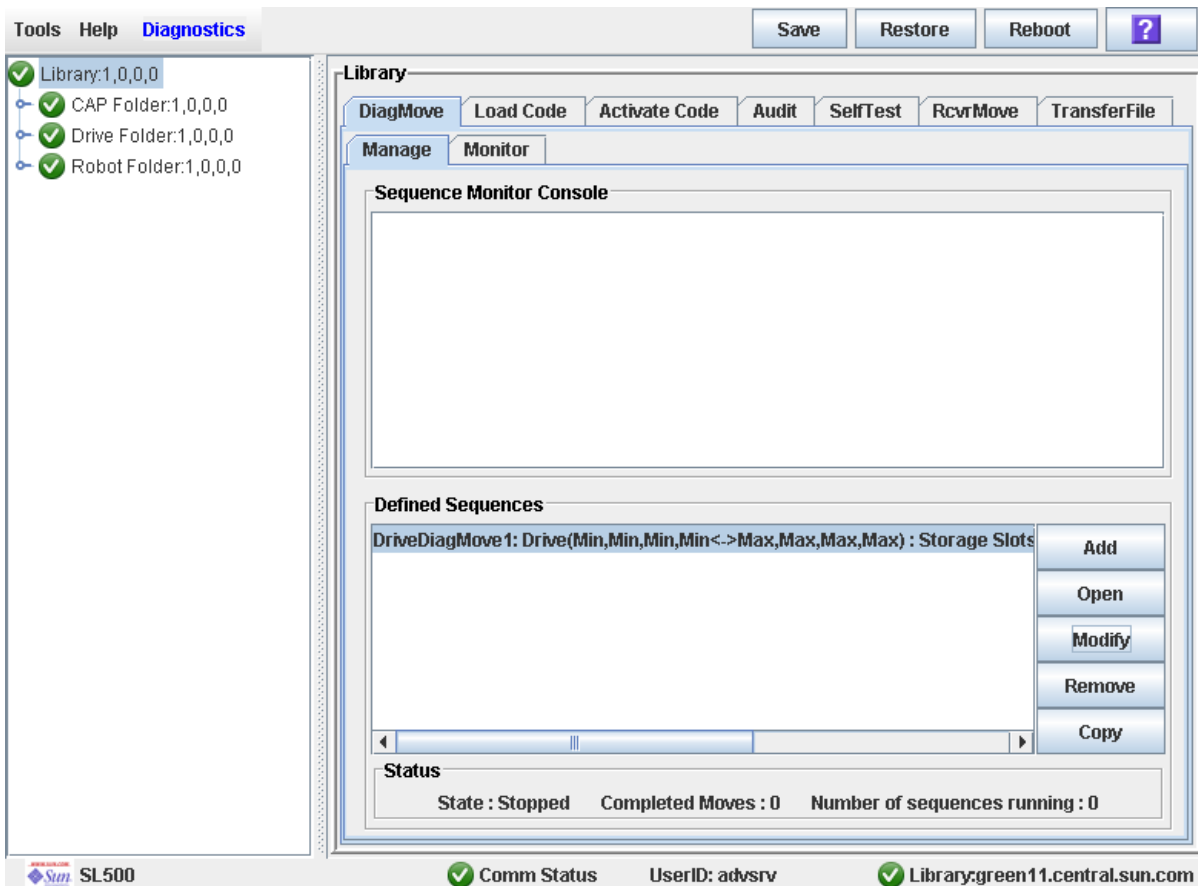 Tools Help Diagnostics Save Restore Reboot ?
Library:1,0,0,0
CAP Folder:1,0,0,0
Drive Folder:1,0,0,0
Robot Folder:1,0,0,0
Library
DiagMove Load Code Activate Code Audit SelfTest RcvrMove TransferFile
Manage Monitor
Sequence Monitor Console
Defined Sequences
DriveDiagMove1: Drive(Min,Min,Min,Min<->Max,Max,Max,Max) : Storage Slots
Add
Open
Modify
Remove
Copy
Status
State : Stopped Completed Moves : 0 Number of sequences running : 0
Sun SL500 Comm Status UserID: advsrv Library:green11.central.sun.com